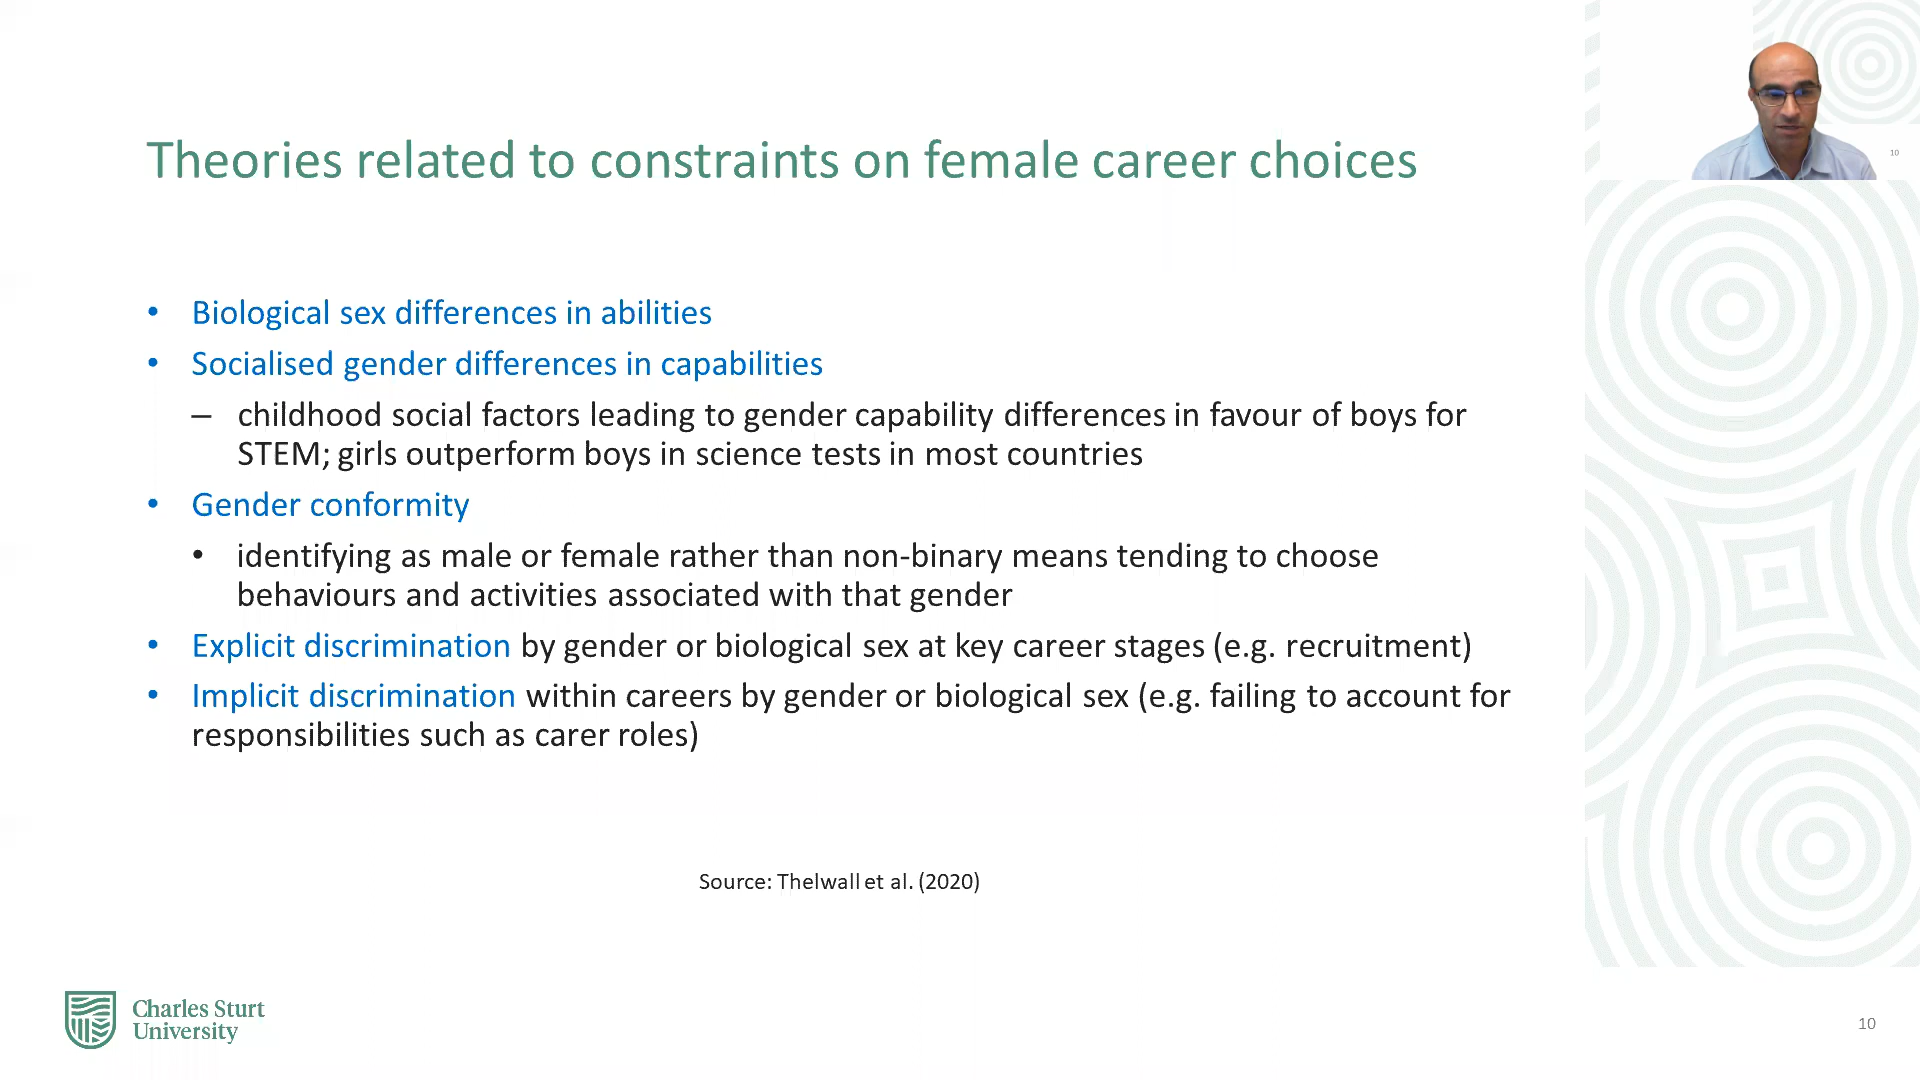 Theories related to constraints on female career choices
10
• Biological sex differences in abilities
• Socialised gender differences in capabilities
– childhood social factors leading to gender capability differences in favour of boys for
STEM; girls outperform boys in science tests in most countries
• Gender conformity
• identifying as male or female rather than non-binary means tending to choose
behaviours and activities associated with that gender
• Explicit discrimination by gender or biological sex at key career stages (e.g. recruitment)
• Implicit discrimination within careers by gender or biological sex (e.g. failing to account for
responsibilities such as carer roles)
Source: Thelwall et al. (2020)
Charles Sturt
University
10